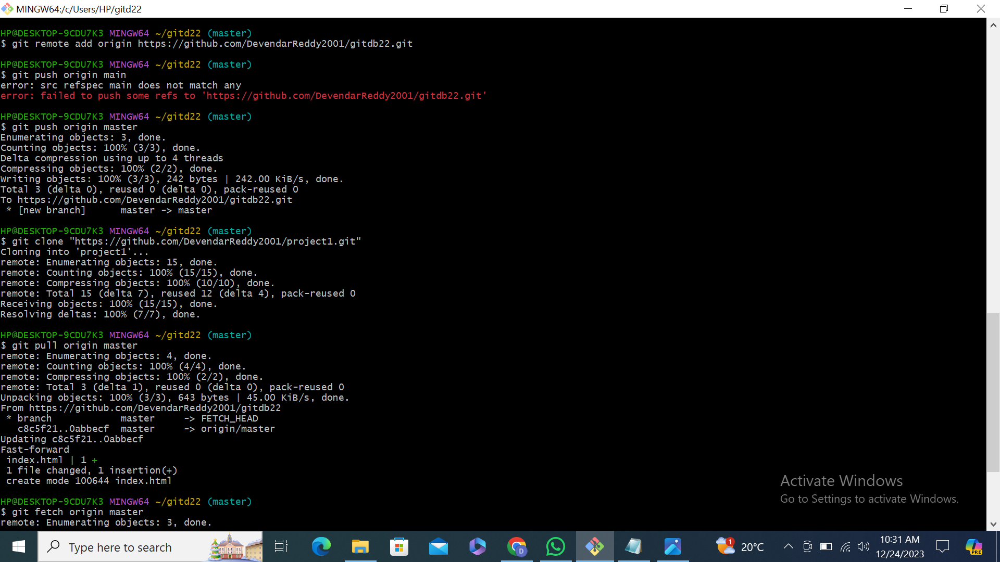 MINGW64:/c/Users/HP/gitd22
HP@DESKTOP-9CDU7K3 MINGW64 ~/gitd22 (master)
$ git remote add origin https://github.com/DevendarReddy2001/gitdb22.git
HP@DESKTOP-9CDU7K3 MINGW64 ~/gitd22 (master)
$ git push origin main
error: src refspec main does not match any
error: failed to push some refs to 'https://github.com/DevendarReddy2001/gitdb22.git'
HP@DESKTOP-9CDU7K3 MINGW64 ~/gitd22 (master)
$ git push origin master
Enumerating objects: 3, done.
Counting objects: 100% (3/3), done.
Delta compression using up to 4 threads
Compressing objects: 100% (2/2), done.
Writing objects: 100% (3/3), 242 bytes | 242.00 KiB/s, done.
Total 3 (delta 0), reused 0 (delta 0), pack-reused 0
To https://github.com/DevendarReddy2001/gitdb22.git
 * [new branch]      master -> master
HP@DESKTOP-9CDU7K3 MINGW64 ~/gitd22 (master)
$ git clone "https://github.com/DevendarReddy2001/project1.git"
Cloning into 'project1'...
remote: Enumerating objects: 15, done.
remote: Counting objects: 100% (15/15), done.
remote: Compressing objects: 100% (10/10), done.
remote: Total 15 (delta 7), reused 12 (delta 4), pack-reused 0
Receiving objects: 100% (15/15), done.
Resolving deltas: 100% (7/7), done.
HP@DESKTOP-9CDU7K3 MINGW64 ~/gitd22 (master)
$ git pull origin master
remote: Enumerating objects: 4, done.
remote: Counting objects: 100% (4/4), done.
remote: Compressing objects: 100% (2/2), done.
remote: Total 3 (delta 1), reused 0 (delta 0), pack-reused 0
Unpacking objects: 100% (3/3), 643 bytes | 45.00 KiB/s, done.
From https://github.com/DevendarReddy2001/gitdb22
 * branch            master     -> FETCH_HEAD
   c8c5f21..0abbecf  master     -> origin/master
Updating c8c5f21..0abbecf
Fast-forward
 index.html | 1 +
 1 file changed, 1 insertion(+)
 create mode 100644 index.html
HP@DESKTOP-9CDU7K3 MINGW64 ~/gitd22 (master)
$ git fetch origin master
remote: Enumerating objects: 3, done.
Activate Windows
Go to Settings to activate Windows.
Type here to search
D
1
20°C
10:31 AM
12/24/2023
PRE